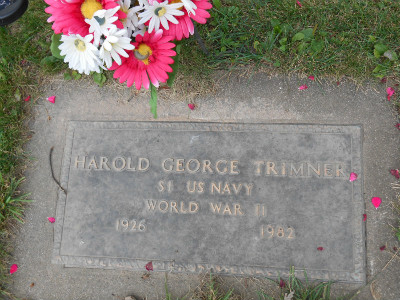 HAROLD GEORGE TRIMNER
S1 US NAVY
WORLD WAR II
1926 1982